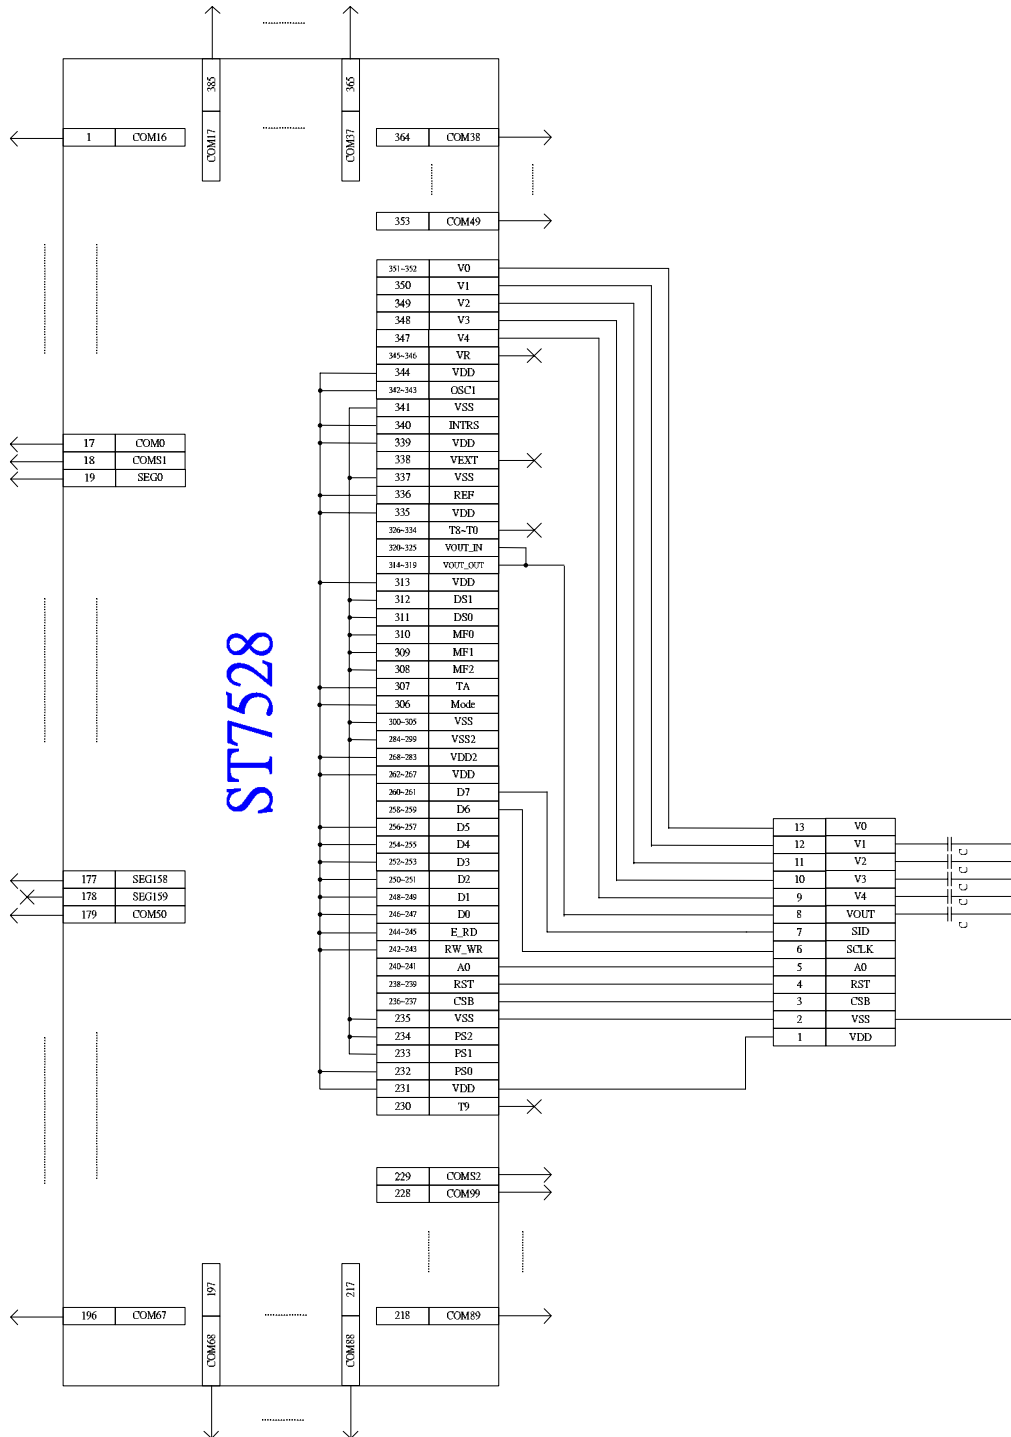 385
365
COM17
COM37
1 COM16
364 COM38
353 COM49
351~352 V0
350 V1
349 V2
348 V3
347 V4
345~346 VR
344 VDD
342~343 OSC1
341 VSS
340 INTRS
339 VDD
338 VEXT
337 VSS
336 REF
335 VDD
326~334 T8~T0
320~325 VOUT_IN
314~319 VOUT_OUT
313 VDD
312 DS1
311 DS0
310 MF0
309 MF1
308 MF2
307 TA
306 Mode
300~305 VSS
284~299 VSS2
268~283 VDD2
262~267 VDD
260~261 D7
258~259 D6
256~257 D5
254~255 D4
252~253 D3
250~251 D2
248~249 D1
246~247 D0
244~245 E_RD
242~243 RW_WR
240~241 A0
238~239 RST
236~237 CSB
235 VSS
234 PS2
233 PS1
232 PS0
231 VDD
230 T9
229 COMS2
228 COM99
218 COM89
17 COM0
18 COMS1
19 SEG0
ST7528
177 SEG158
178 SEG159
179 COM50
196 COM67
197
217
COM68
COM88
13 V0
12 V1
11 V2
10 V3
9 V4
8 VOUT
7 SID
6 SCLK
5 A0
4 RST
3 CSB
2 VSS
1 VDD
C
C
C
C
C